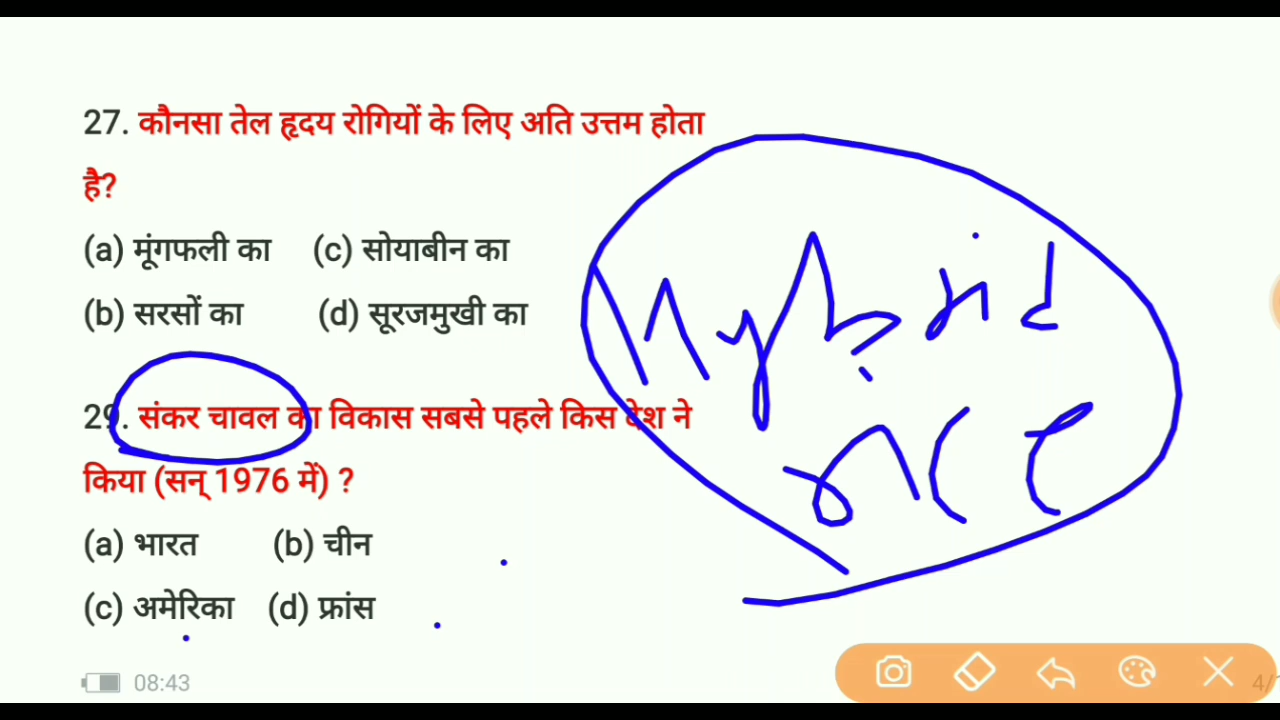 27. कौनसा तेल हृदय रोगियों के लिए अति उत्तम होता
है?
(a) मूंगफली का (c) सोयाबीन का
(b) सरसों का (d) सूरजमुखी का
Hybrid
rice
29. संकर चावल का विकास सबसे पहले किस देश ने
किया (सन् 1976 में) ?
(a) भारत (b) चीन
(c) अमेरिका (d) फ्रांस
08:43